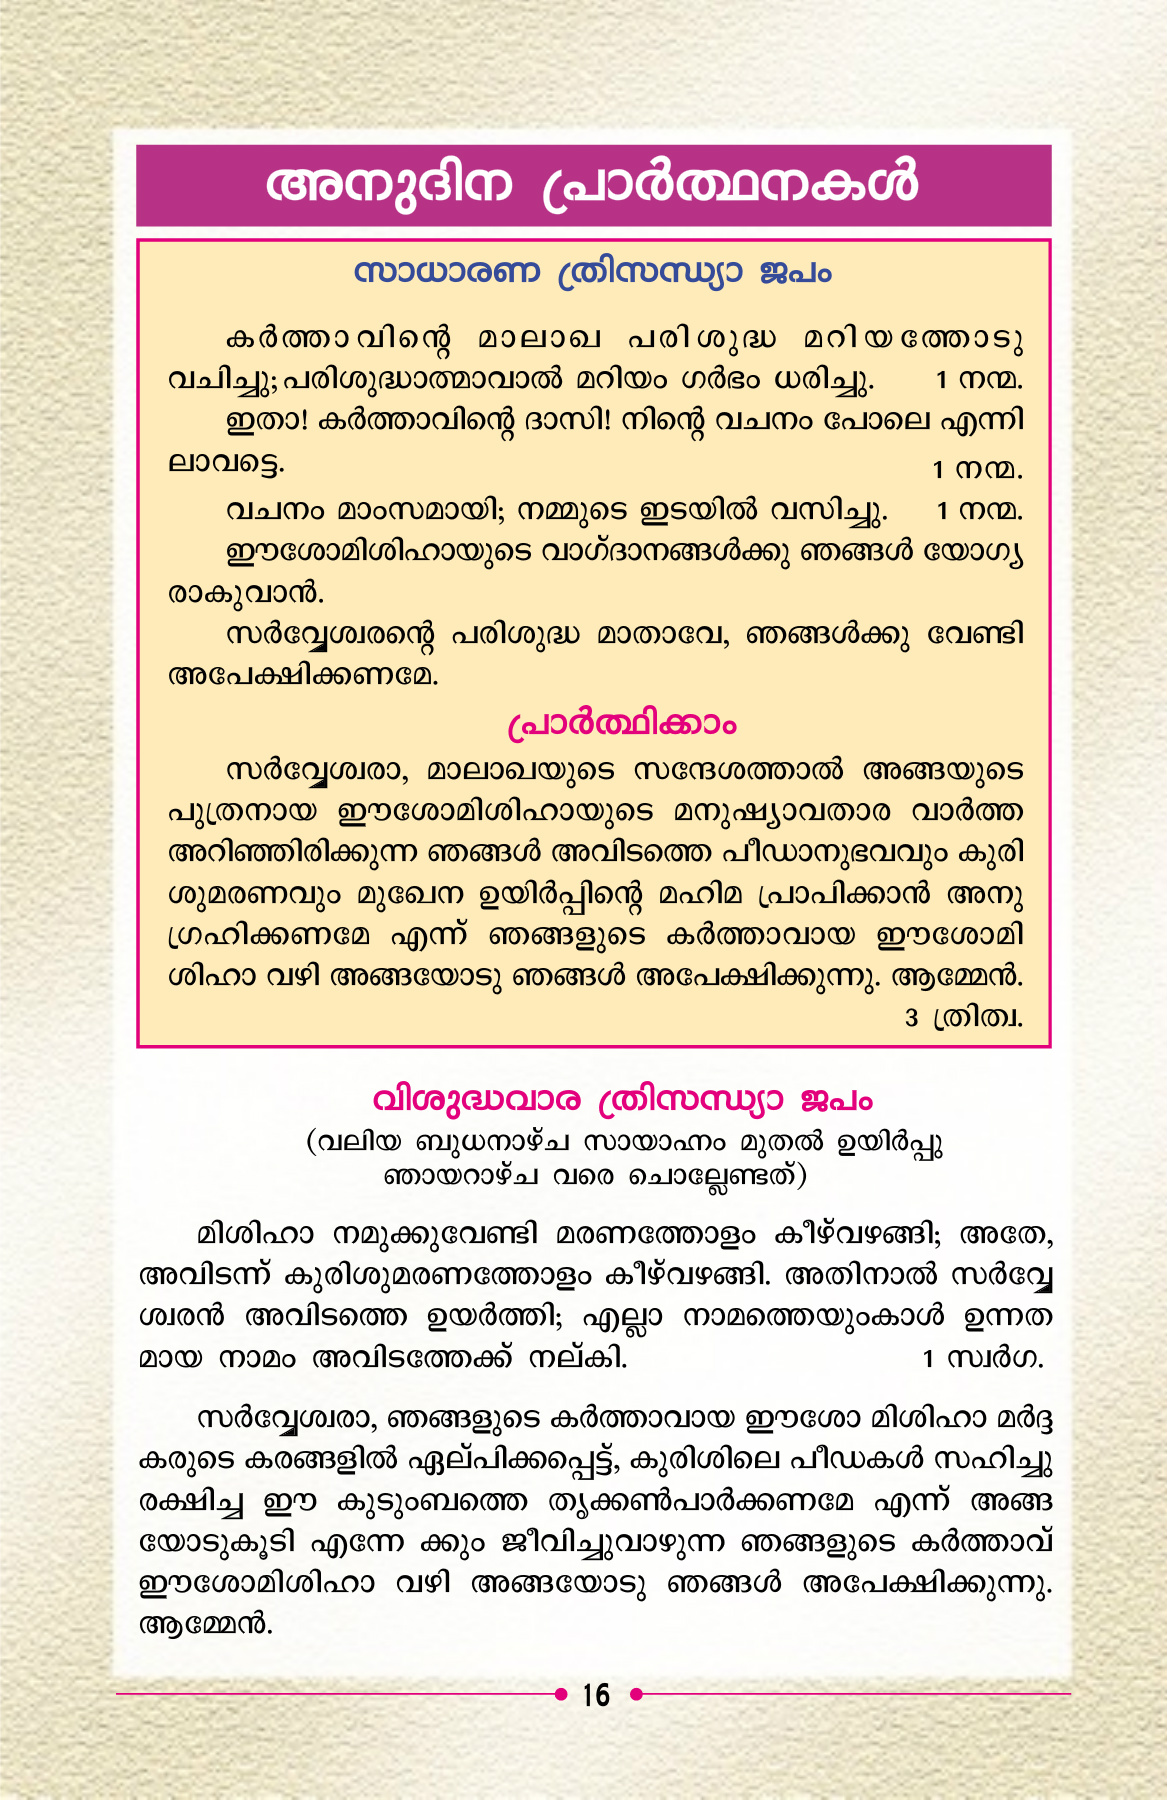 അനുദിന പ്രാർത്ഥനകൾ
സാധാരണ ത്രിസന്ധ്യാ ജപം
കർത്താവിന്റെ മാലാഖ പരിശുദ്ധ മറിയത്തോടു
വചിച്ചു; പരിശുദ്ധാത്മാവാൽ മറിയം ഗർഭം ധരിച്ചു. 1 നന്മ.
ഇതാ! കർത്താവിന്റെ ദാസി! നിന്റെ വചനം പോലെ എന്നി
ലാവട്ടെ. 1 നന്മ.
വചനം മാംസമായി; നമ്മുടെ ഇടയിൽ വസിച്ചു. 1 നന്മ.
ഈശോമിശിഹായുടെ വാഗ്ദാനങ്ങൾക്കു ഞങ്ങൾ യോഗ്യ
രാകുവാൻ.
സർവ്വേശ്വരന്റെ പരിശുദ്ധ മാതാവേ, ഞങ്ങൾക്കു വേണ്ടി
അപേക്ഷിക്കണമേ.
പ്രാർത്ഥിക്കാം
സർവ്വേശ്വരാ, മാലാഖയുടെ സന്ദേശത്താൽ അങ്ങയുടെ
പുത്രനായ ഈശോമിശിഹായുടെ മനുഷ്യാവതാര വാർത്ത
അറിഞ്ഞിരിക്കുന്ന ഞങ്ങൾ അവിടത്തെ പീഡാനുഭവവും കുരി
ശുമരണവും മുഖേന ഉയിർപ്പിന്റെ മഹിമ പ്രാപിക്കാൻ അനു
ഗ്രഹിക്കണമേ എന്ന് ഞങ്ങളുടെ കർത്താവായ ഈശോമി
ശിഹാ വഴി അങ്ങയോടു ഞങ്ങൾ അപേക്ഷിക്കുന്നു. ആമ്മേൻ.
3 ത്രിത്വ.
വിശുദ്ധവാര ത്രിസന്ധ്യാ ജപം
(വലിയ ബുധനാഴ്ച സായാഹ്നം മുതൽ ഉയിർപ്പു
ഞായറാഴ്ച വരെ ചൊല്ലേണ്ടത്)
മിശിഹാ നമുക്കുവേണ്ടി മരണത്തോളം കീഴ്‌വഴങ്ങി; അതേ,
അവിടന്ന് കുരിശുമരണത്തോളം കീഴ്‌വഴങ്ങി. അതിനാൽ സർവ്വേ
ശ്വരൻ അവിടത്തെ ഉയർത്തി; എല്ലാ നാമത്തെയുംകാൾ ഉന്നത
മായ നാമം അവിടത്തേക്ക് നല്കി. 1 സ്വർഗ.
സർവ്വേശ്വരാ, ഞങ്ങളുടെ കർത്താവായ ഈശോ മിശിഹാ മർദ്ദ
കരുടെ കരങ്ങളിൽ ഏല്പിക്കപ്പെട്ട്, കുരിശിലെ പീഡകൾ സഹിച്ചു
രക്ഷിച്ച ഈ കുടുംബത്തെ തൃക്കൺപാർക്കണമേ എന്ന് അങ്ങ
യോടുകൂടി എന്നേ ക്കും ജീവിച്ചുവാഴുന്ന ഞങ്ങളുടെ കർത്താവ്
ഈശോമിശിഹാ വഴി അങ്ങയോടു ഞങ്ങൾ അപേക്ഷിക്കുന്നു.
ആമ്മേൻ.
16